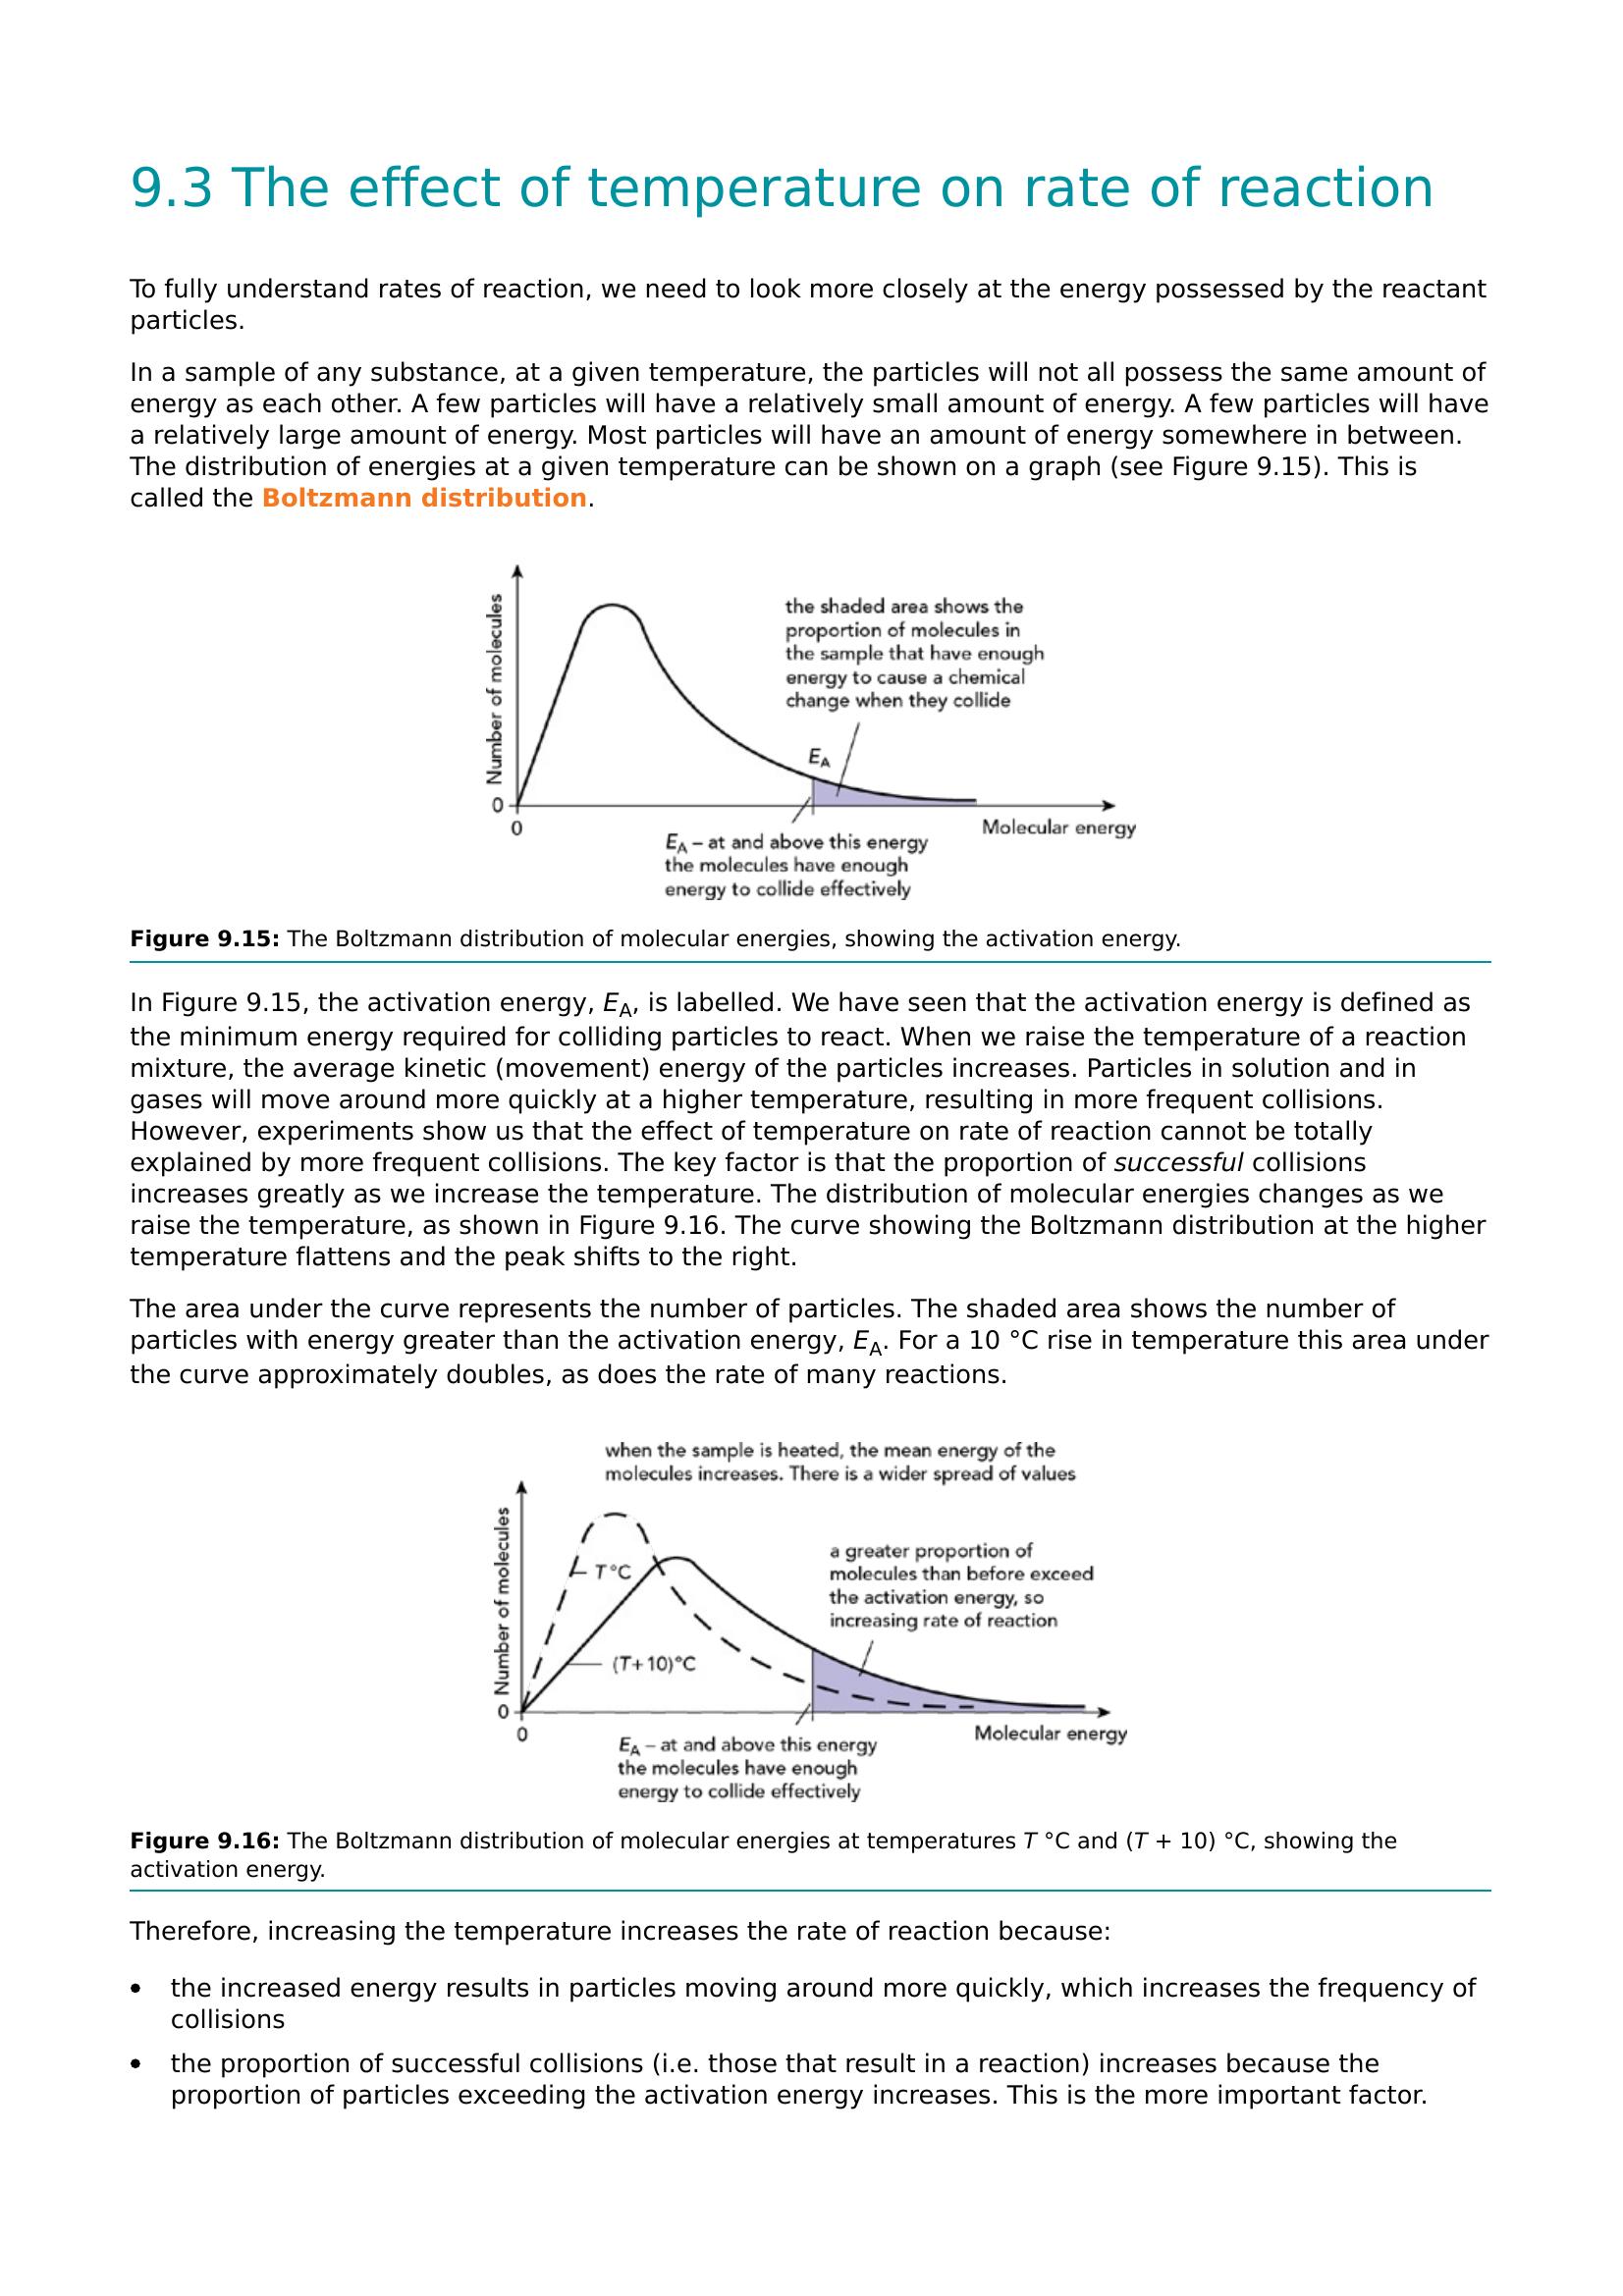 9.3 The effect of temperature on rate of reaction
To fully understand rates of reaction, we need to look more closely at the energy possessed by the reactant
particles.
In a sample of any substance, at a given temperature, the particles will not all possess the same amount of
energy as each other. A few particles will have a relatively small amount of energy. A few particles will have
a relatively large amount of energy. Most particles will have an amount of energy somewhere in between.
The distribution of energies at a given temperature can be shown on a graph (see Figure 9.15). This is
called the Boltzmann distribution.
Number of molecules
the shaded area shows the
proportion of molecules in
the sample that have enough
energy to cause a chemical
change when they collide
EA
0
0
Molecular energy
EA – at and above this energy
the molecules have enough
energy to collide effectively
Figure 9.15: The Boltzmann distribution of molecular energies, showing the activation energy.
In Figure 9.15, the activation energy, EA, is labelled. We have seen that the activation energy is defined as
the minimum energy required for colliding particles to react. When we raise the temperature of a reaction
mixture, the average kinetic (movement) energy of the particles increases. Particles in solution and in
gases will move around more quickly at a higher temperature, resulting in more frequent collisions.
However, experiments show us that the effect of temperature on rate of reaction cannot be totally
explained by more frequent collisions. The key factor is that the proportion of successful collisions
increases greatly as we increase the temperature. The distribution of molecular energies changes as we
raise the temperature, as shown in Figure 9.16. The curve showing the Boltzmann distribution at the higher
temperature flattens and the peak shifts to the right.
The area under the curve represents the number of particles. The shaded area shows the number of
particles with energy greater than the activation energy, EA. For a 10 °C rise in temperature this area under
the curve approximately doubles, as does the rate of many reactions.
when the sample is heated, the mean energy of the
molecules increases. There is a wider spread of values
Number of molecules
a greater proportion of
molecules than before exceed
the activation energy, so
increasing rate of reaction
T°C
(T+10)°C
0
0
Molecular energy
EA – at and above this energy
the molecules have enough
energy to collide effectively
Figure 9.16: The Boltzmann distribution of molecular energies at temperatures T °C and (T + 10) °C, showing the
activation energy.
Therefore, increasing the temperature increases the rate of reaction because:
• the increased energy results in particles moving around more quickly, which increases the frequency of
collisions
• the proportion of successful collisions (i.e. those that result in a reaction) increases because the
proportion of particles exceeding the activation energy increases. This is the more important factor.